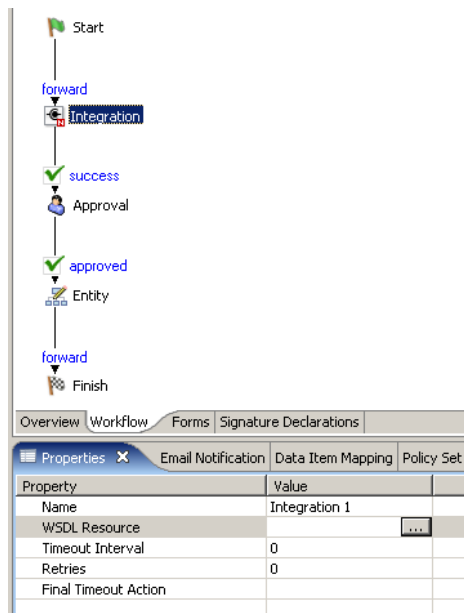 Start
forward
Integration
success
Approval
approved
Entity
forward
Finish
Overview Workflow Forms Signature Declarations
Properties Email Notification Data Item Mapping Policy Set
Property Value
Name Integration 1
WSDL Resource ...
Timeout Interval 0
Retries 0
Final Timeout Action